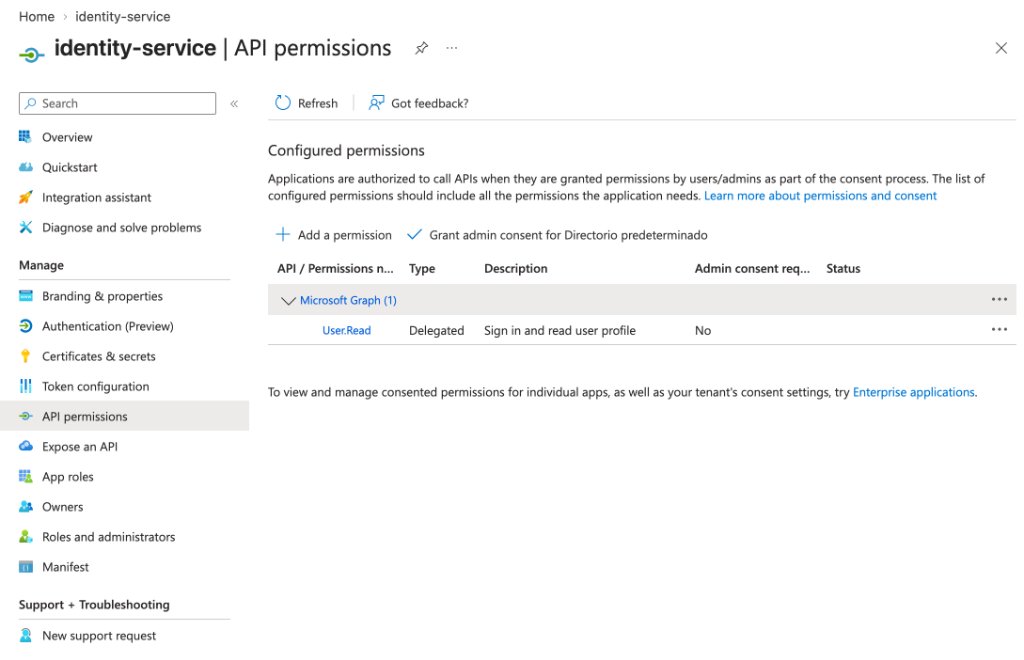 Home › identity-service
identity-service | API permissions ...
Search
«
Overview
Quickstart
Integration assistant
Diagnose and solve problems
Manage
Branding & properties
Authentication (Preview)
Certificates & secrets
Token configuration
API permissions
Expose an API
App roles
Owners
Roles and administrators
Manifest
Support + Troubleshooting
New support request
Refresh
Got feedback?
Configured permissions
Applications are authorized to call APIs when they are granted permissions by users/admins as part of the consent process. The list of
configured permissions should include all the permissions the application needs. Learn more about permissions and consent
Add a permission
Grant admin consent for Directorio predeterminado
API / Permissions n... Type Description Admin consent req... Status
Microsoft Graph (1) ...
User.Read Delegated Sign in and read user profile No ...
To view and manage consented permissions for individual apps, as well as your tenant's consent settings, try Enterprise applications.